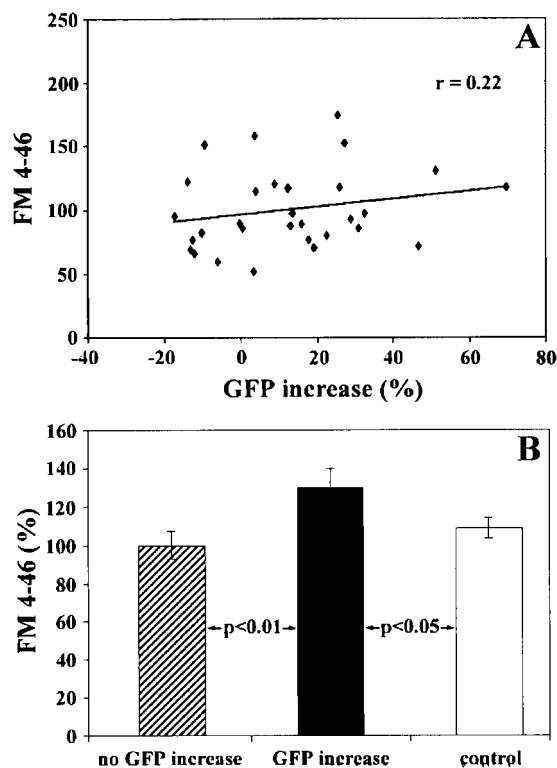 A
r = 0.22
FM 4-46
250
200
150
100
50
0
-40
-20
0
20
40
60
80
GFP increase (%)
B
FM 4-46 (%)
160
140
120
100
80
60
40
20
0
p<0.01
p<0.05
no GFP increase
GFP increase
control